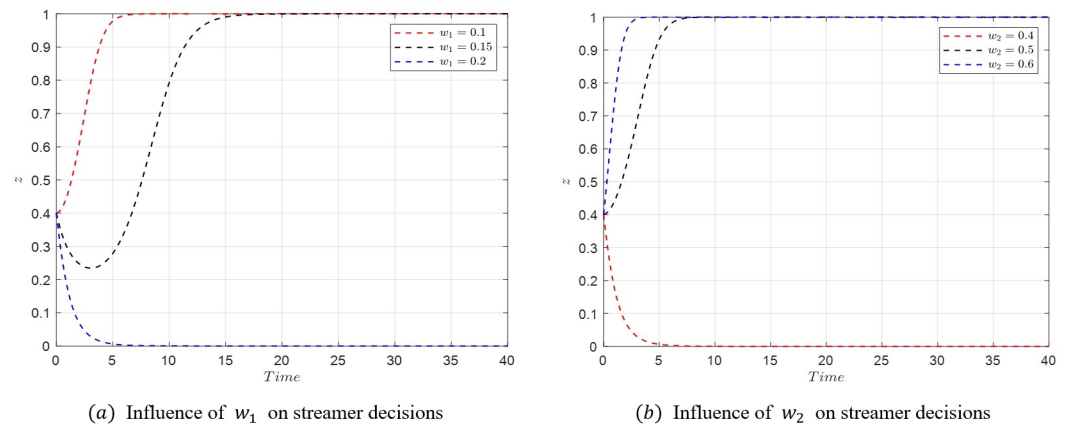 1
0.9
0.8
0.7
0.6
0.5
0.4
0.3
0.2
0.1
0
z
0 5 10 15 20 25 30 35 40
Time
w₁ = 0.1
w₁ = 0.15
w₁ = 0.2
(a) Influence of w₁ on streamer decisions
1
0.9
0.8
0.7
0.6
0.5
0.4
0.3
0.2
0.1
0
z
0 5 10 15 20 25 30 35 40
Time
w₂ = 0.4
w₂ = 0.5
w₂ = 0.6
(b) Influence of w₂ on streamer decisions